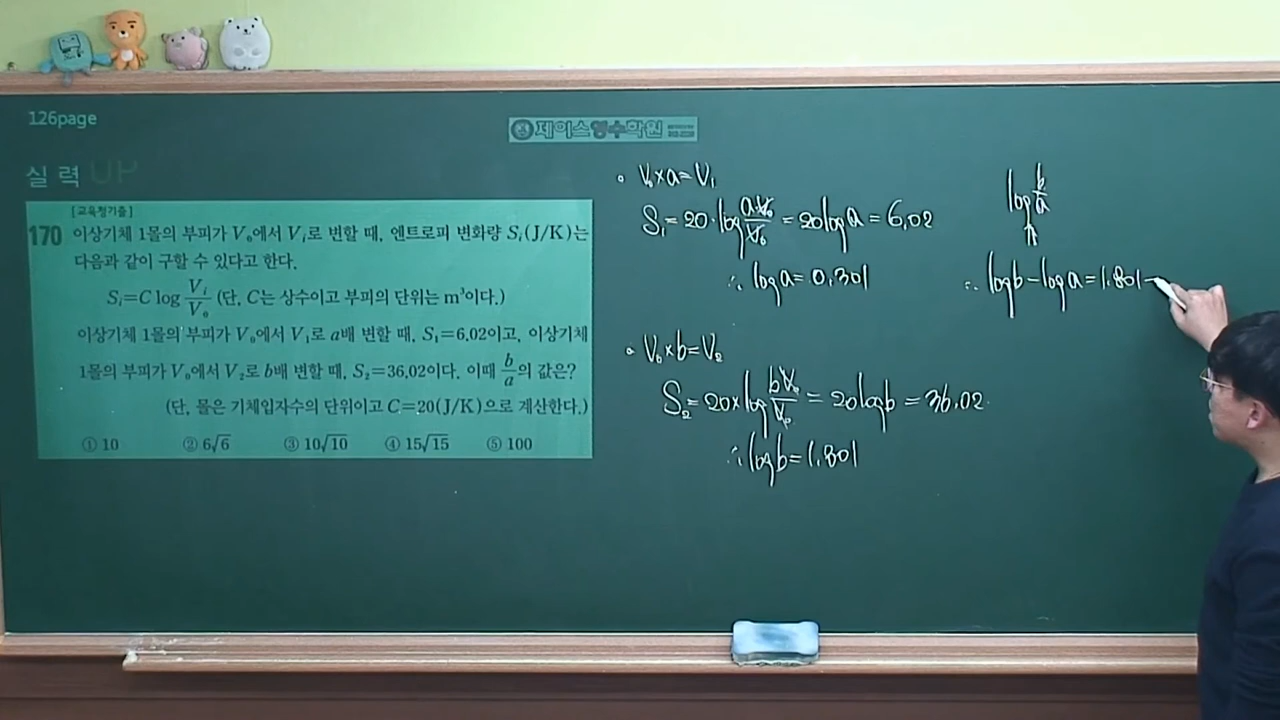 126page
제이스영수학원
실력 UP
[교육청기출]
170 이상기체 1몰의 부피가 V₀에서 Vᵢ로 변할 때, 엔트로피 변화량 Sᵢ(J/K)는
다음과 같이 구할 수 있다고 한다.
Sᵢ=C log Vᵢ/V₀ (단, C는 상수이고 부피의 단위는 m³이다.)
이상기체 1몰의 부피가 V₀에서 V₁로 a배 변할 때, S₁=6.02이고, 이상기체
1몰의 부피가 V₀에서 V₂로 b배 변할 때, S₂=36.02이다. 이때 b/a의 값은?
(단, 몰은 기체입자수의 단위이고 C=20(J/K)으로 계산한다.)
① 10 ② 6√6 ③ 10√10 ④ 15√15 ⑤ 100
∘ V₀×a=V₁
S₁=20·log aV₀/V₀=20loga=6.02
∴ loga=0.301
∘ V₀×b=V₂
S₂=20×log bV₀/V₀=20logb=36.02
∴ logb=1.801
log b/a
∴ logb-loga=1.801-